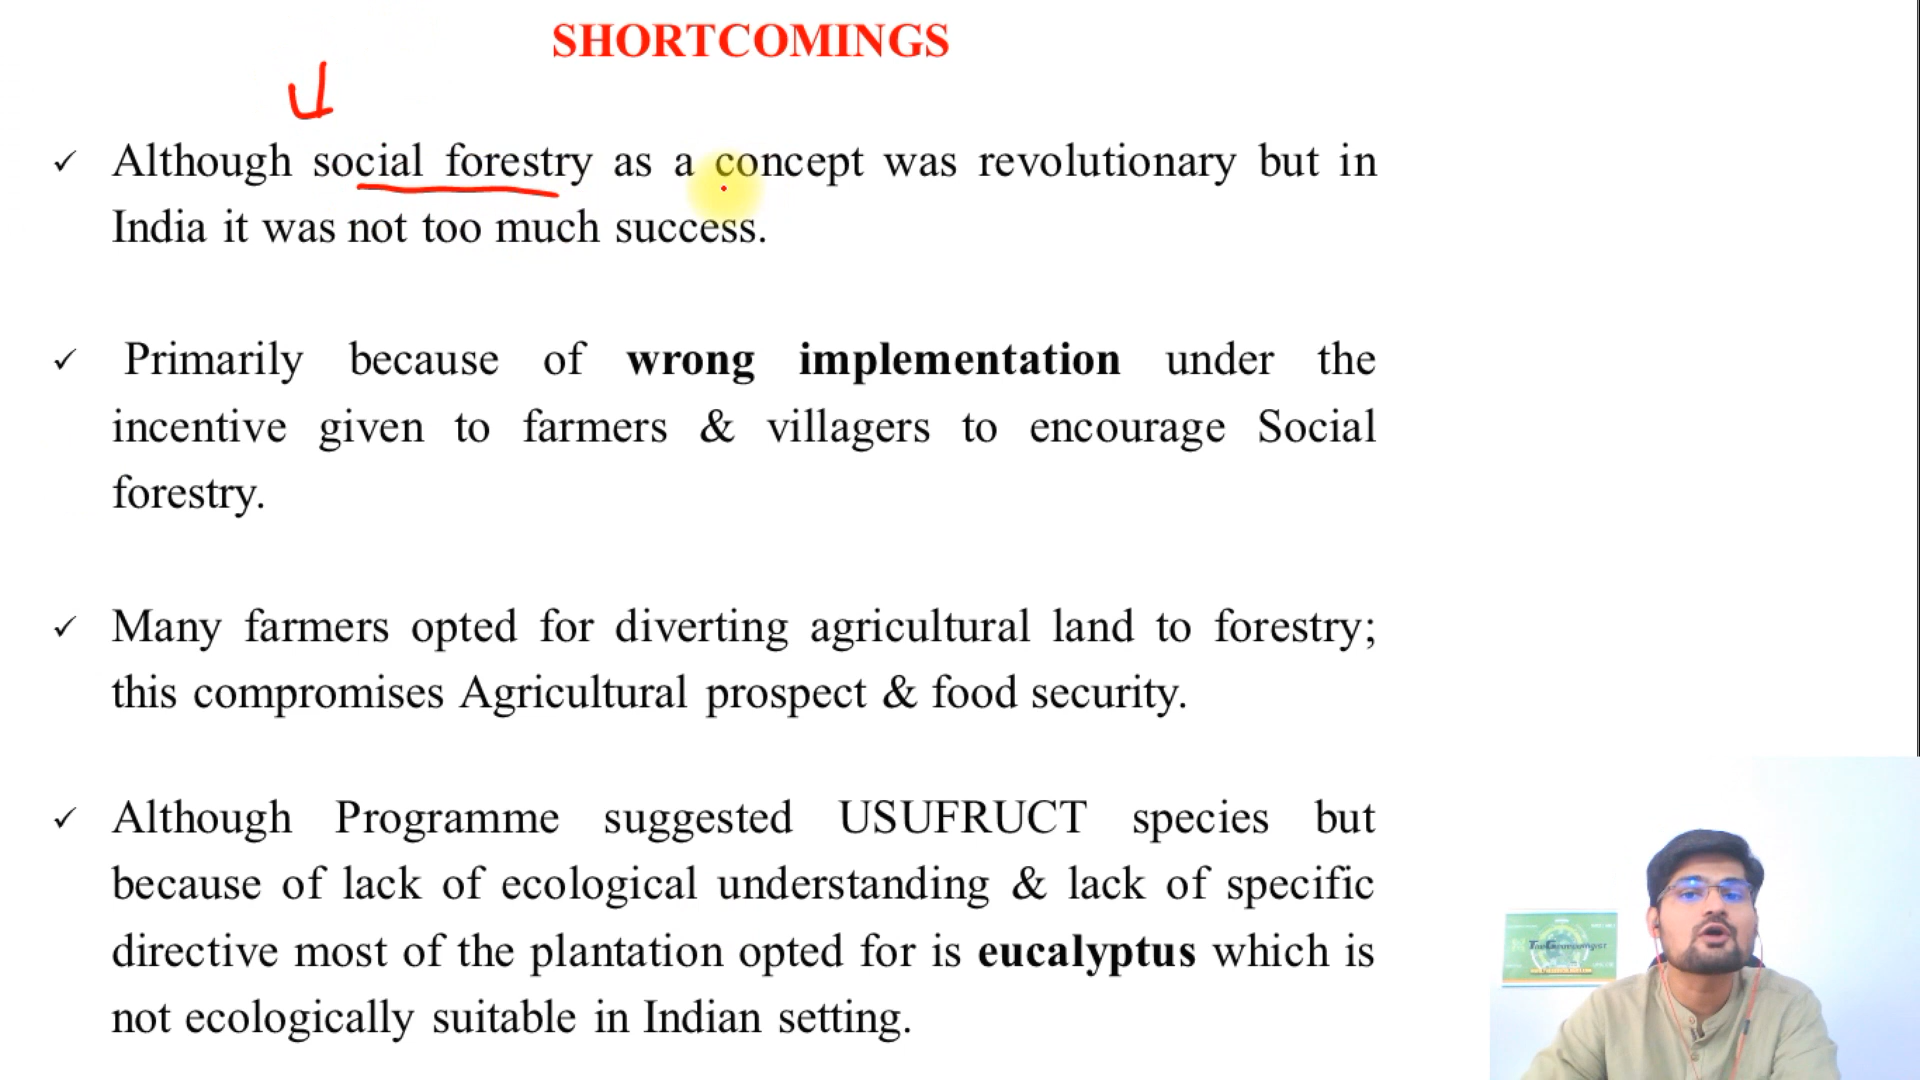 SHORTCOMINGS
✓ Although social forestry as a concept was revolutionary but in
India it was not too much success.
✓ Primarily because of wrong implementation under the
incentive given to farmers & villagers to encourage Social
forestry.
✓ Many farmers opted for diverting agricultural land to forestry;
this compromises Agricultural prospect & food security.
✓ Although Programme suggested USUFRUCT species but
because of lack of ecological understanding & lack of specific
directive most of the plantation opted for is eucalyptus which is
not ecologically suitable in Indian setting.